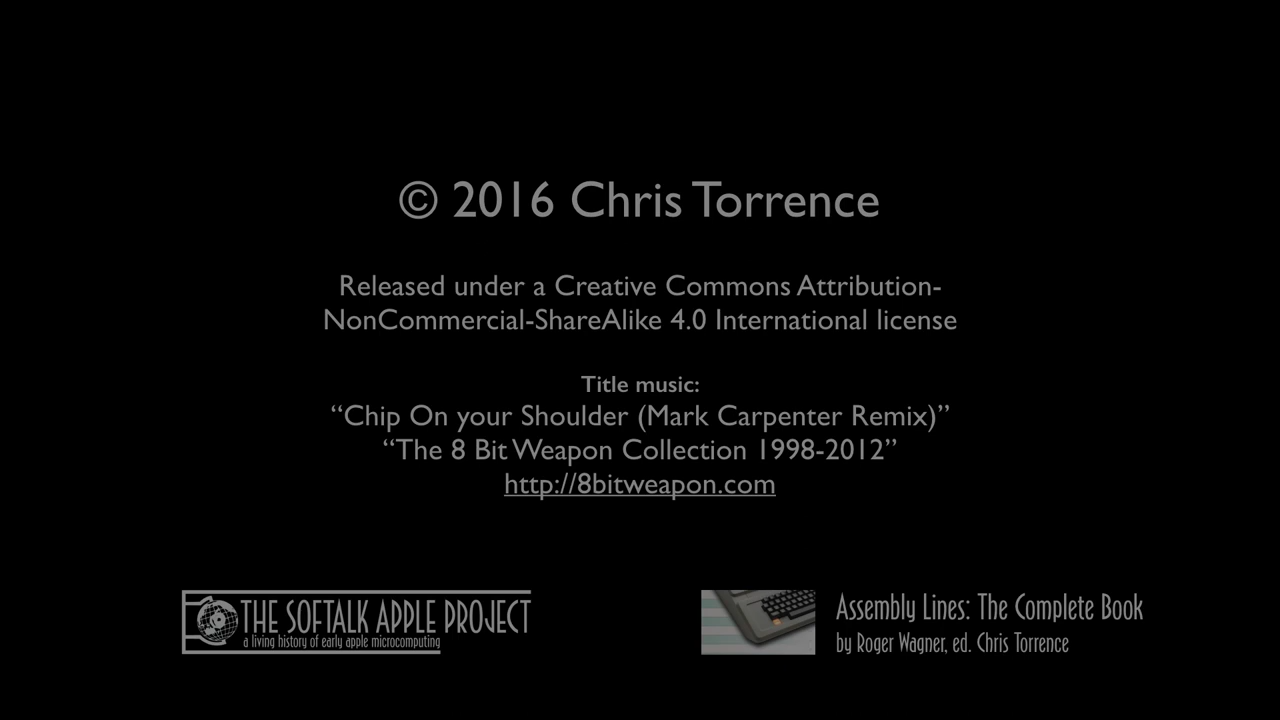 © 2016 Chris Torrence
Released under a Creative Commons Attribution-
NonCommercial-ShareAlike 4.0 International license
Title music:
“Chip On your Shoulder (Mark Carpenter Remix)”
“The 8 Bit Weapon Collection 1998-2012”
http://8bitweapon.com
THE SOFTALK APPLE PROJECT
a living history of early apple microcomputing
Assembly Lines: The Complete Book
by Roger Wagner, ed. Chris Torrence